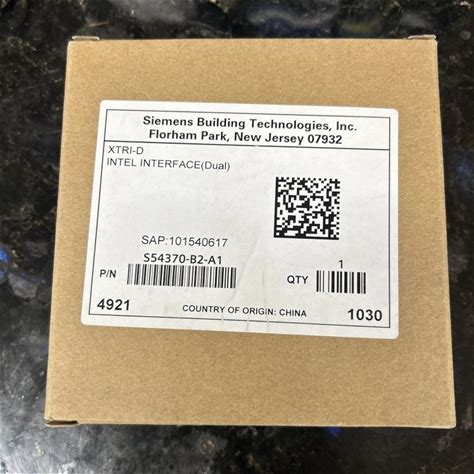 Siemens Building Technologies, Inc.
Florham Park, New Jersey 07932
XTRI-D
INTEL INTERFACE(Dual)
SAP:101540617
S54370-B2-A1
P/N
1
QTY
4921
COUNTRY OF ORIGIN: CHINA
1030